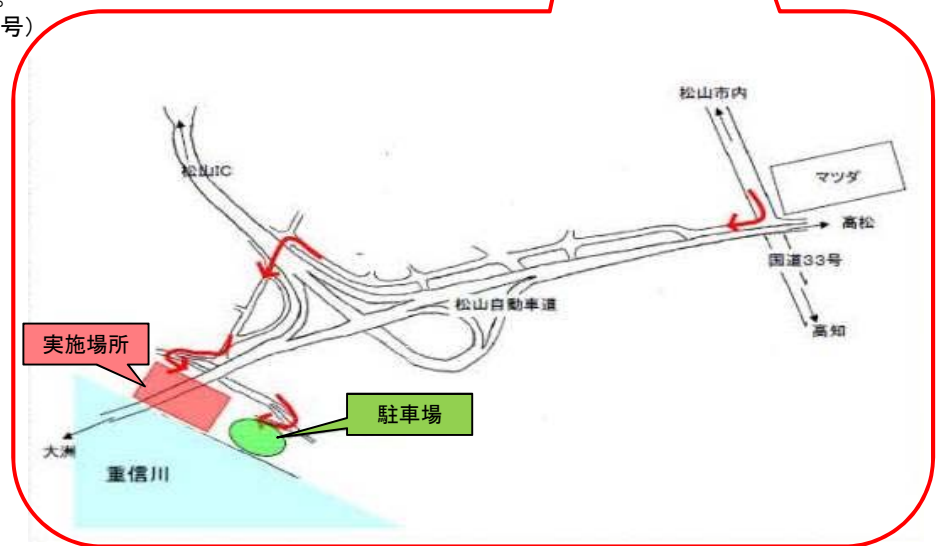 。
号）
松山市内
マツダ
松山IC
高松
国道33号
松山自動車道
高知
実施場所
駐車場
大洲
重信川